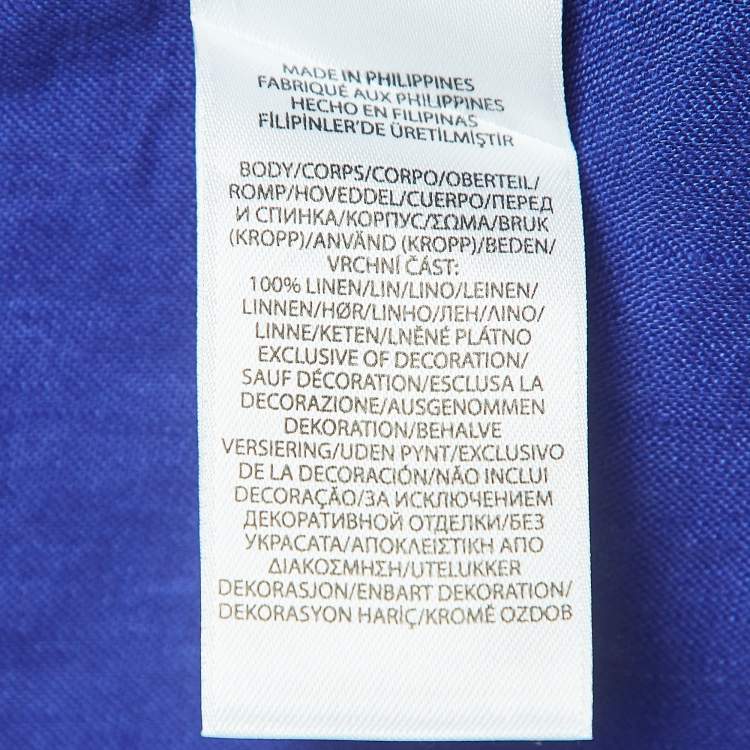 MADE IN PHILIPPINES
FABRIQUÉ AUX PHILIPPINES
HECHO EN FILIPINAS
FİLİPİNLER'DE ÜRETİLMİŞTİR
BODY/CORPS/CORPO/OBERTEIL/
ROMP/HOVEDDEL/CUERPO/ПЕРЕД
И СПИНКА/КОРПУС/ΣΩΜΑ/BRUK
(KROPP)/ANVÄND (KROPP)/BEDEN/
VRCHNÍ ČÁST:
100% LINEN/LIN/LINO/LEINEN/
LINNEN/HØR/LINHO/ЛЕН/ΛΙΝΟ/
LINNE/KETEN/LNĚNÉ PLÁTNO
EXCLUSIVE OF DECORATION/
SAUF DÉCORATION/ESCLUSA LA
DECORAZIONE/AUSGENOMMEN
DEKORATION/BEHALVE
VERSIERING/UDEN PYNT/EXCLUSIVO
DE LA DECORACIÓN/NÃO INCLUI
DECORAÇÃO/ЗА ИСКЛЮЧЕНИЕМ
ДЕКОРАТИВНОЙ ОТДЕЛКИ/БЕЗ
УКРАСАТА/ΑΠΟΚΛΕΙΣΤΙΚΗ ΑΠΟ
ΔΙΑΚΟΣΜΗΣΗ/UTELUKKER
DEKORASJON/ENBART DEKORATION/
DEKORASYON HARİÇ/KROMĚ OZDOB